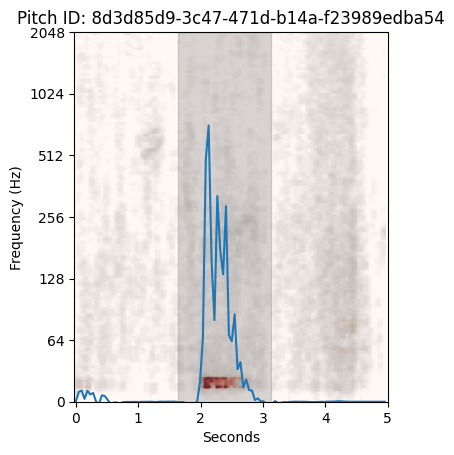 Pitch ID: 8d3d85d9-3c47-471d-b14a-f23989edba54
2048
1024
512
256
128
64
0
Frequency (Hz)
0 1 2 3 4 5
Seconds